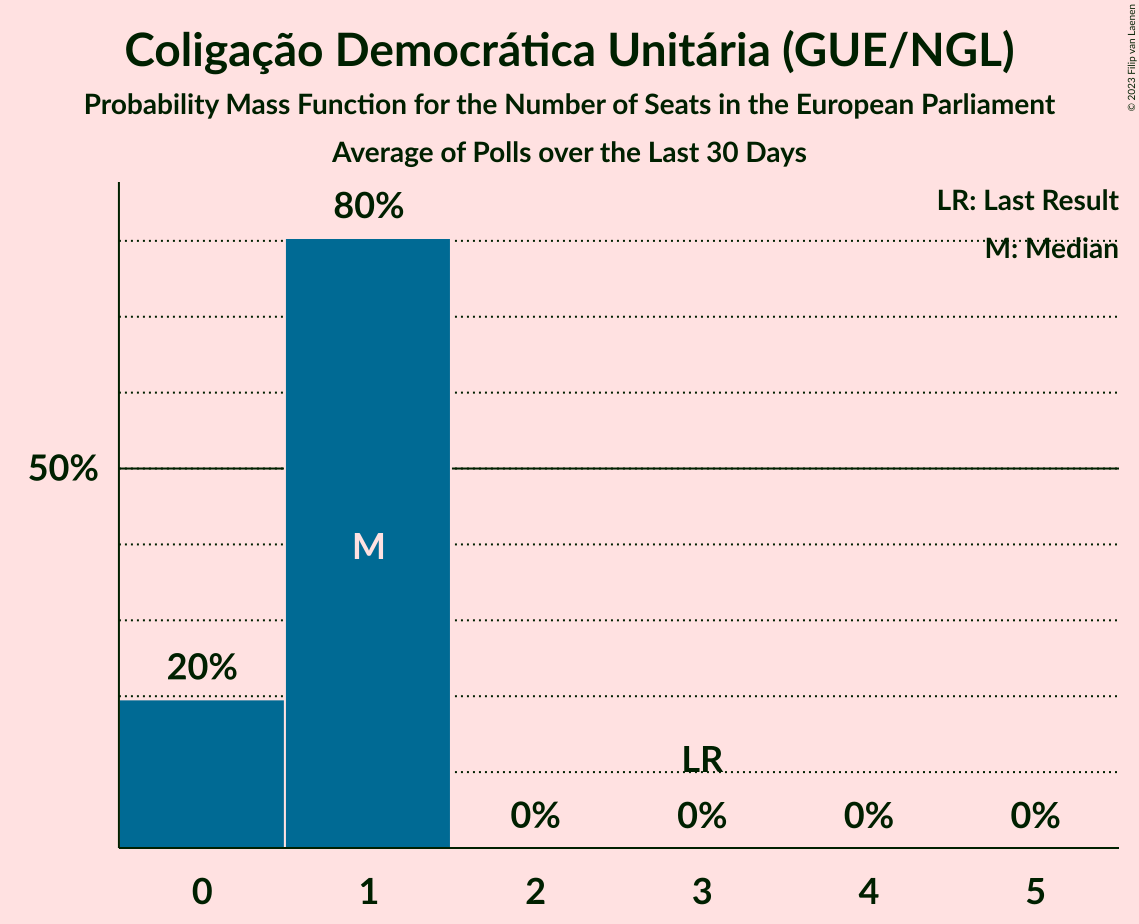 Coligação Democrática Unitária (GUE/NGL)
Probability Mass Function for the Number of Seats in the European Parliament
Average of Polls over the Last 30 Days
© 2023 Filip van Laenen
LR: Last Result
M: Median
80%
50%
M
20%
LR
0%
0%
0%
0%
0
1
2
3
4
5